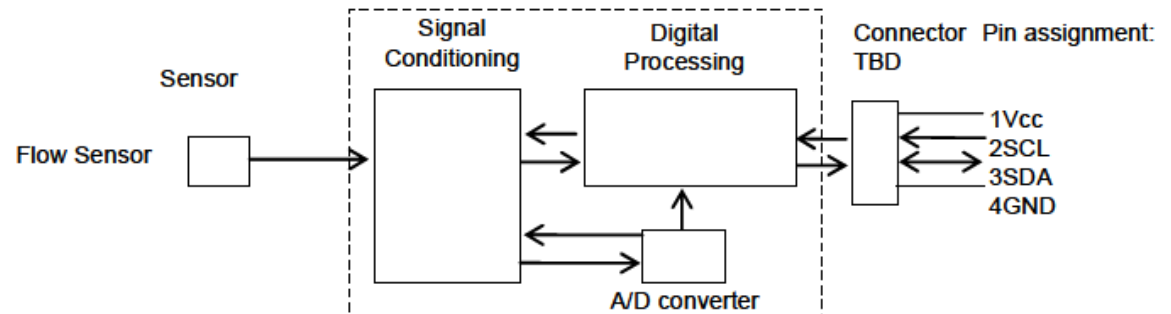 Sensor
Flow Sensor
Signal
Conditioning
Digital
Processing
A/D converter
Connector
TBD
Pin assignment:
1Vcc
2SCL
3SDA
4GND